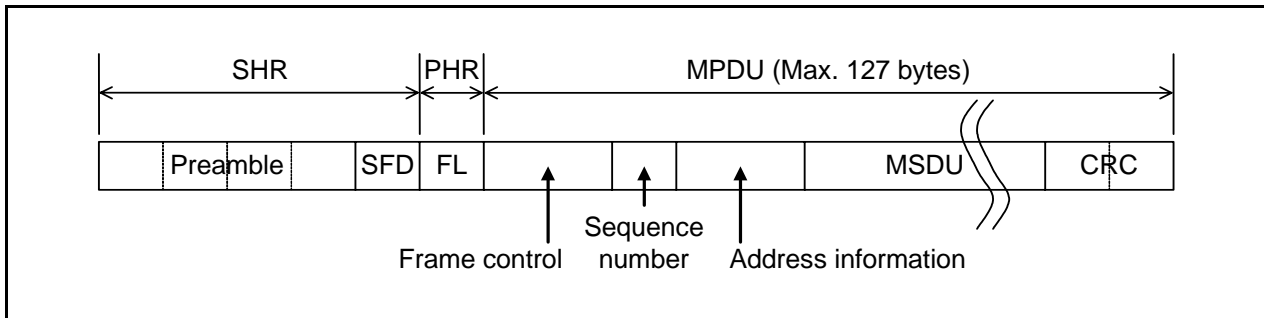 SHR
PHR
MPDU (Max. 127 bytes)
Preamble
SFD
FL
MSDU
CRC
Frame control
Sequence
number
Address information